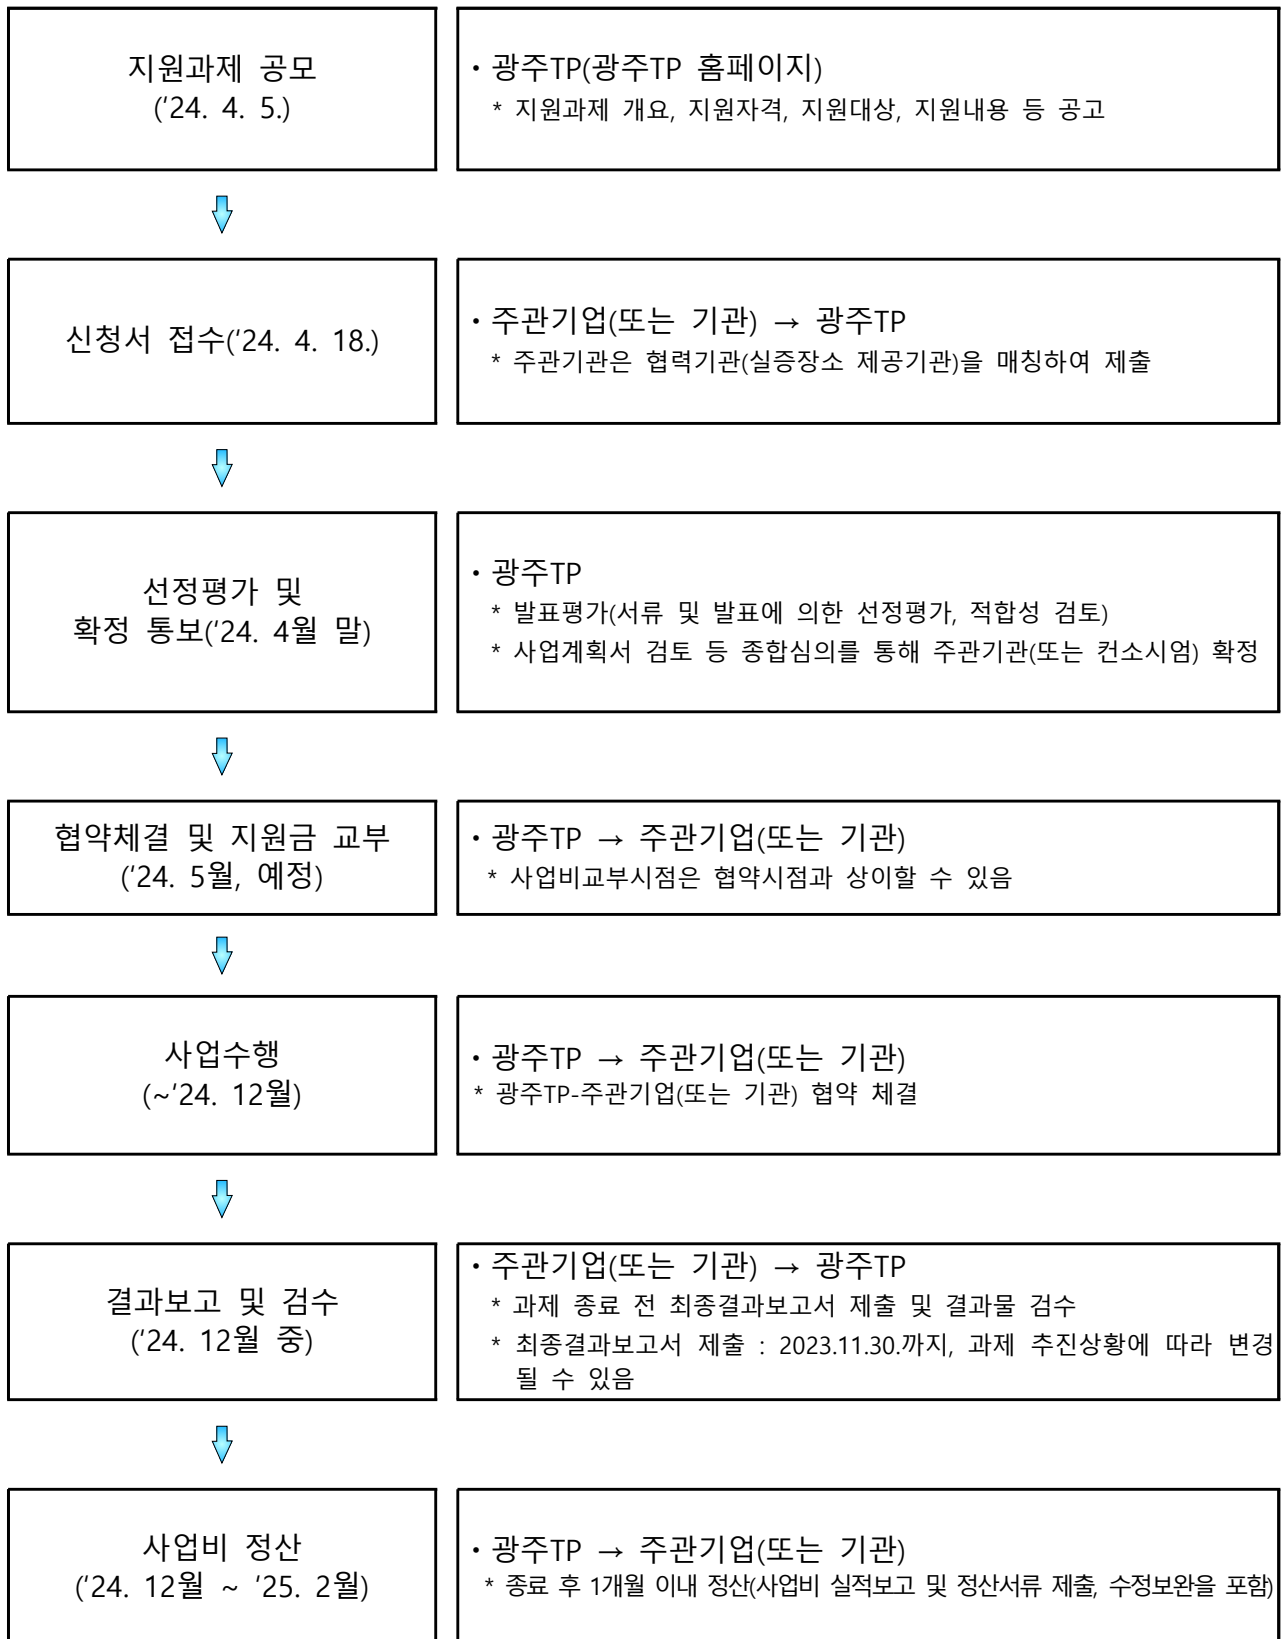 지원과제 공모
(‘24. 4. 5.)
・광주TP(광주TP 홈페이지)
* 지원과제 개요, 지원자격, 지원대상, 지원내용 등 공고
신청서 접수(‘24. 4. 18.)
・주관기업(또는 기관) → 광주TP
* 주관기관은 협력기관(실증장소 제공기관)을 매칭하여 제출
선정평가 및
확정 통보(‘24. 4월 말)
・광주TP
* 발표평가(서류 및 발표에 의한 선정평가, 적합성 검토)
* 사업계획서 검토 등 종합심의를 통해 주관기관(또는 컨소시엄) 확정
협약체결 및 지원금 교부
(‘24. 5월, 예정)
・광주TP → 주관기업(또는 기관)
* 사업비교부시점은 협약시점과 상이할 수 있음
사업수행
(~‘24. 12월)
・광주TP → 주관기업(또는 기관)
* 광주TP-주관기업(또는 기관) 협약 체결
결과보고 및 검수
(‘24. 12월 중)
・주관기업(또는 기관) → 광주TP
* 과제 종료 전 최종결과보고서 제출 및 결과물 검수
* 최종결과보고서 제출 : 2023.11.30.까지, 과제 추진상황에 따라 변경
될 수 있음
사업비 정산
(‘24. 12월 ~ ‘25. 2월)
・광주TP → 주관기업(또는 기관)
* 종료 후 1개월 이내 정산(사업비 실적보고 및 정산서류 제출, 수정보완을 포함)